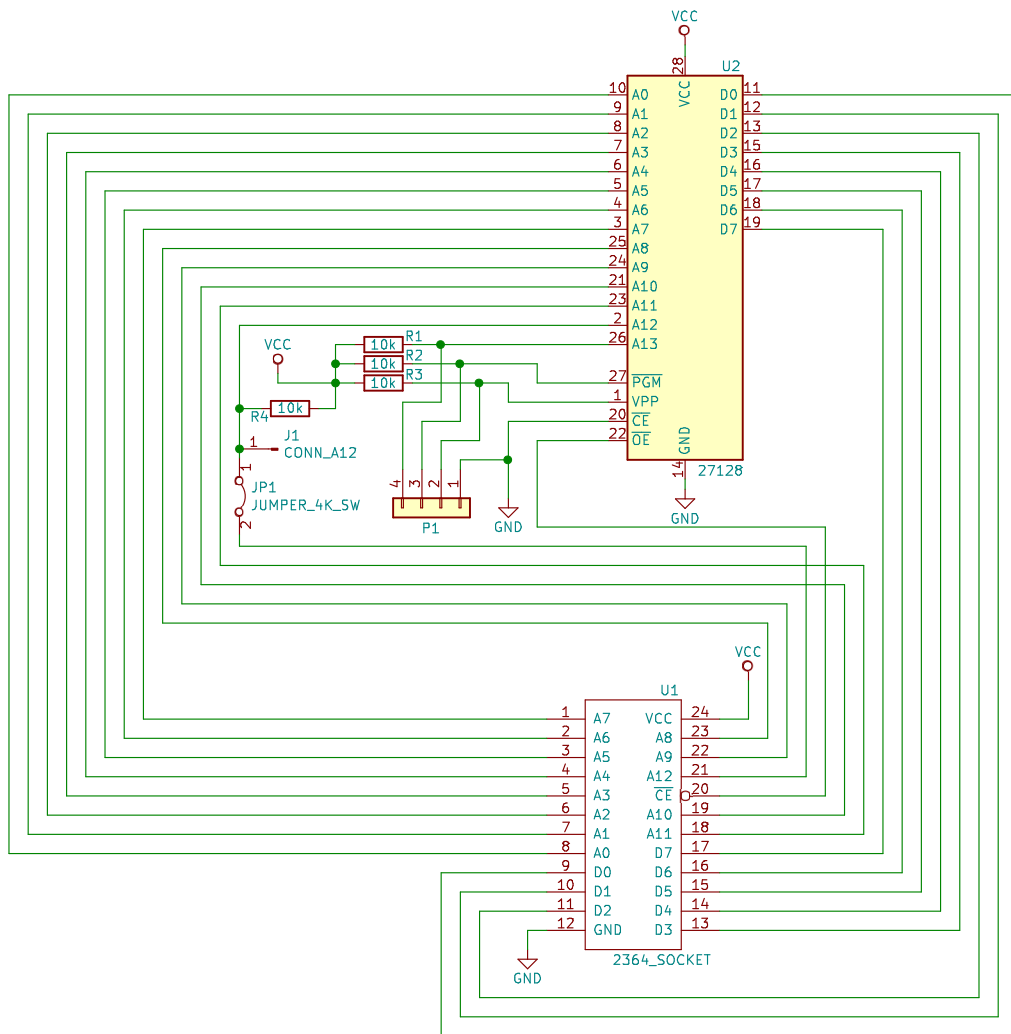 VCC
28
U2
VCC
10 A0 D0 11
9 A1 D1 12
8 A2 D2 13
7 A3 D3 15
6 A4 D4 16
5 A5 D5 17
4 A6 D6 18
3 A7 D7 19
25 A8
24 A9
21 A10
23 A11
2 A12
26 A13
27 PGM
1 VPP
20 CE
22 OE
GND
14
27128
GND
VCC
R1
10k
R2
10k
R3
10k
R4
10k
J1
1
CONN_A12
1
JP1
JUMPER_4K_SW
2
4 3 2 1
P1
GND
VCC
U1
1 A7 VCC 24
2 A6 A8 23
3 A5 A9 22
4 A4 A12 21
5 A3 CE 20
6 A2 A10 19
7 A1 A11 18
8 A0 D7 17
9 D0 D6 16
10 D1 D5 15
11 D2 D4 14
12 GND D3 13
2364_SOCKET
GND